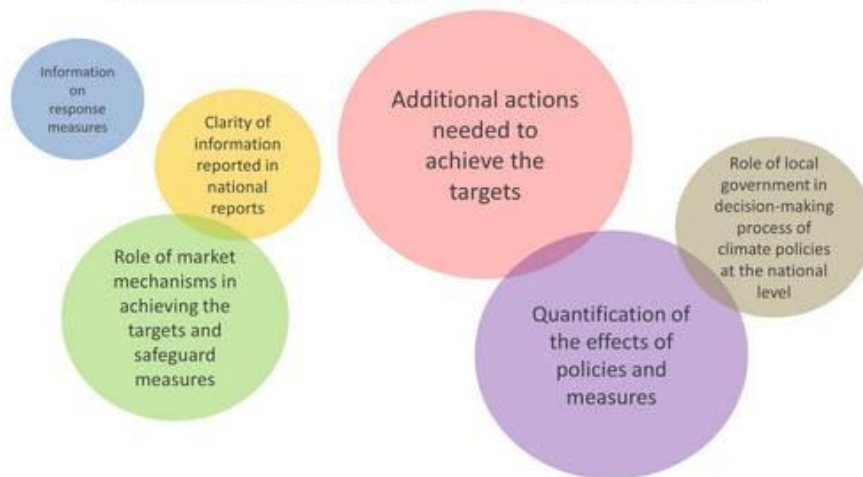 Information
on
response
measures
Clarity of
information
reported in
national
reports
Additional actions
needed to
achieve the
targets
Role of local
government in
decision-making
process of
climate policies
at the national
level
Role of market
mechanisms in
achieving the
targets and
safeguard
measures
Quantification of
the effects of
policies and
measures